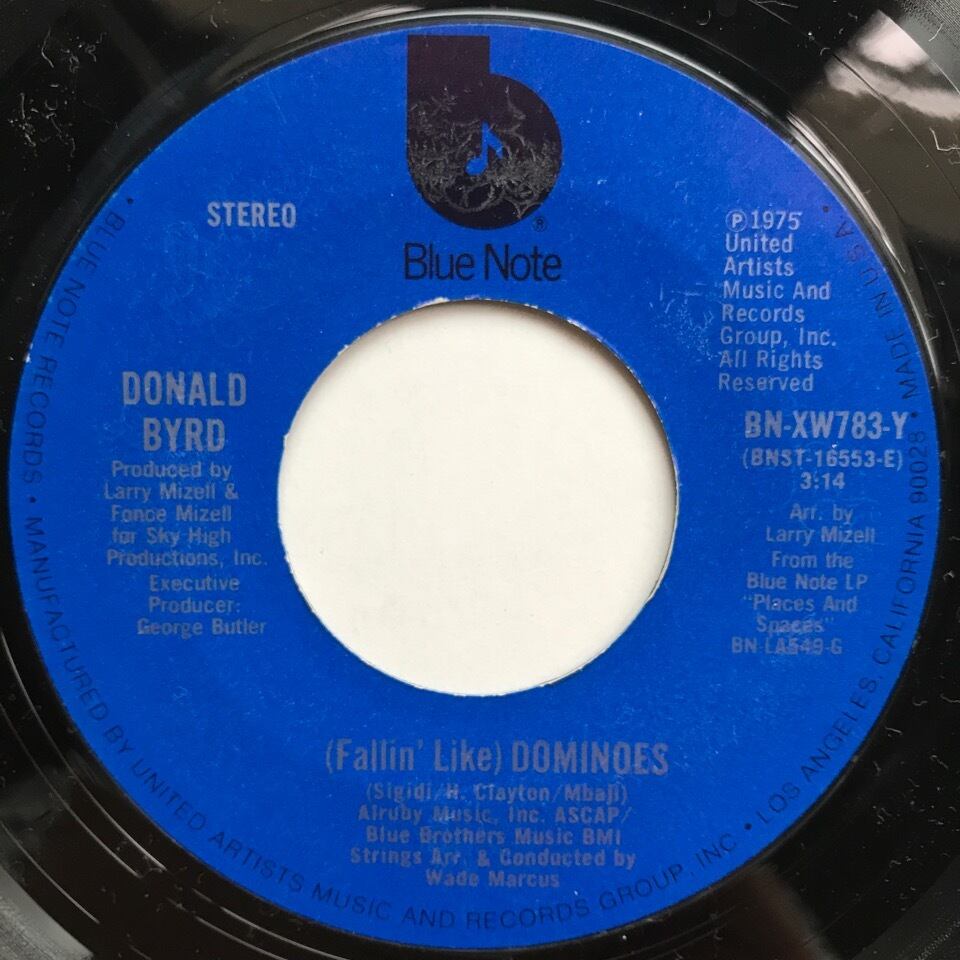 b
®
Blue Note
STEREO
℗1975
United
Artists
Music And
Records
Group, Inc.
All Rights
Reserved
DONALD
BYRD
Produced by
Larry Mizell &
Fonce Mizell
for Sky High
Productions, Inc.
Executive
Producer:
George Butler
BN-XW783-Y
(BNST-16553-E)
3:14
Arr. by
Larry Mizell
From the
Blue Note LP
"Places And
Spaces"
BN-LA549-G
(Fallin' Like) DOMINOES
(Sigidi/H. Clayton/Mbaji)
Alruby Music, Inc. ASCAP/
Blue Brothers Music BMI
Strings Arr. & Conducted by
Wade Marcus
• BLUE NOTE RECORDS • MANUFACTURED BY UNITED ARTISTS MUSIC AND RECORDS GROUP, INC • LOS ANGELES, CALIFORNIA 90028 • MADE IN U.S.A. •